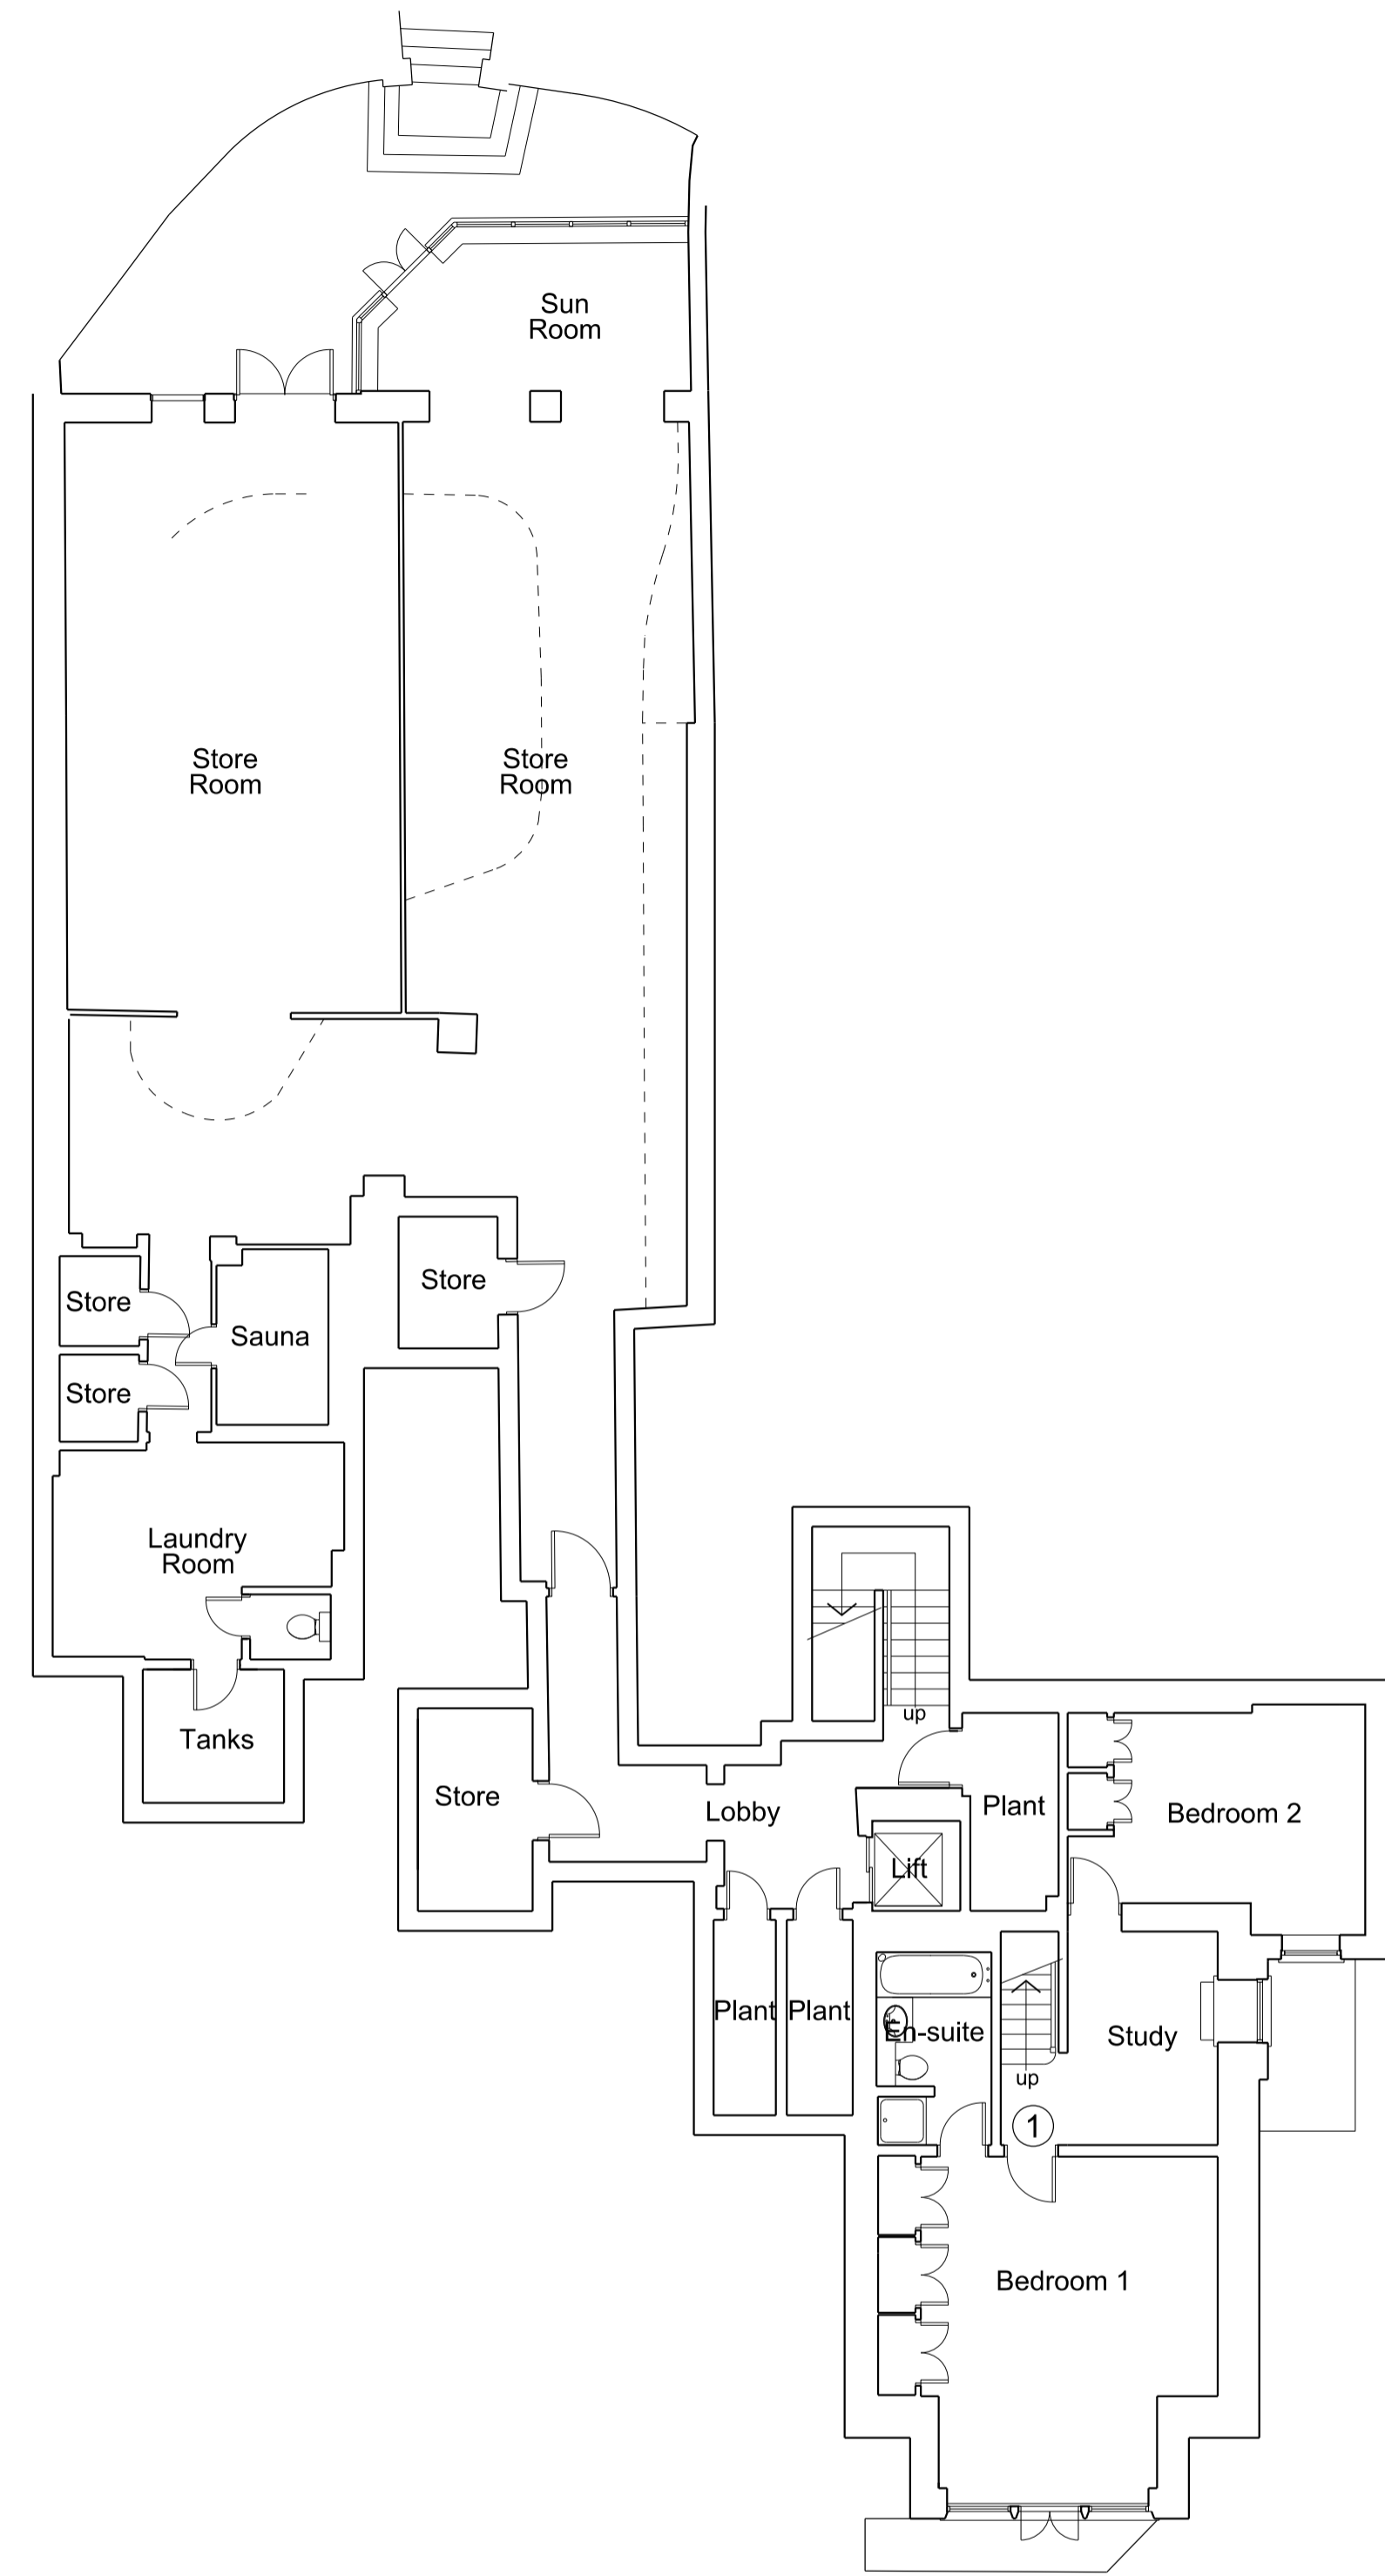 Sun
Room
Store
Room
Store
Room
Store
Store
Sauna
Store
Laundry
Room
Tanks
Store
up
Lobby
Plant
Bedroom 2
Lift
Plant
Plant
En-suite
Study
up
1
Bedroom 1